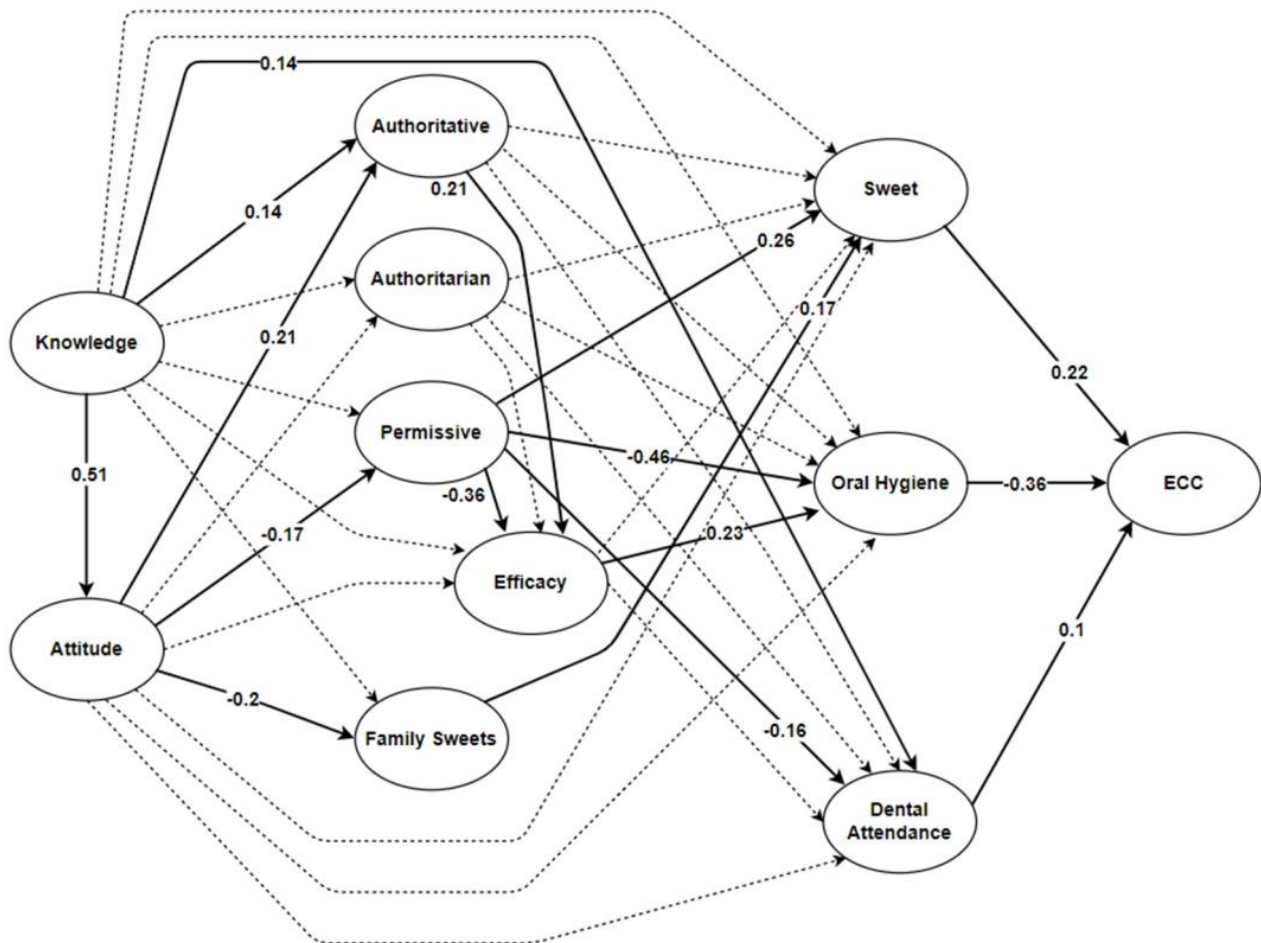 0.14
Authoritative
0.21
Sweet
0.14
0.26
Authoritarian
0.17
Knowledge
0.21
0.22
Permissive
-0.46
0.51
-0.36
Oral Hygiene
-0.36
ECC
-0.17
0.23
Efficacy
Attitude
0.1
-0.2
Family Sweets
-0.16
Dental
Attendance